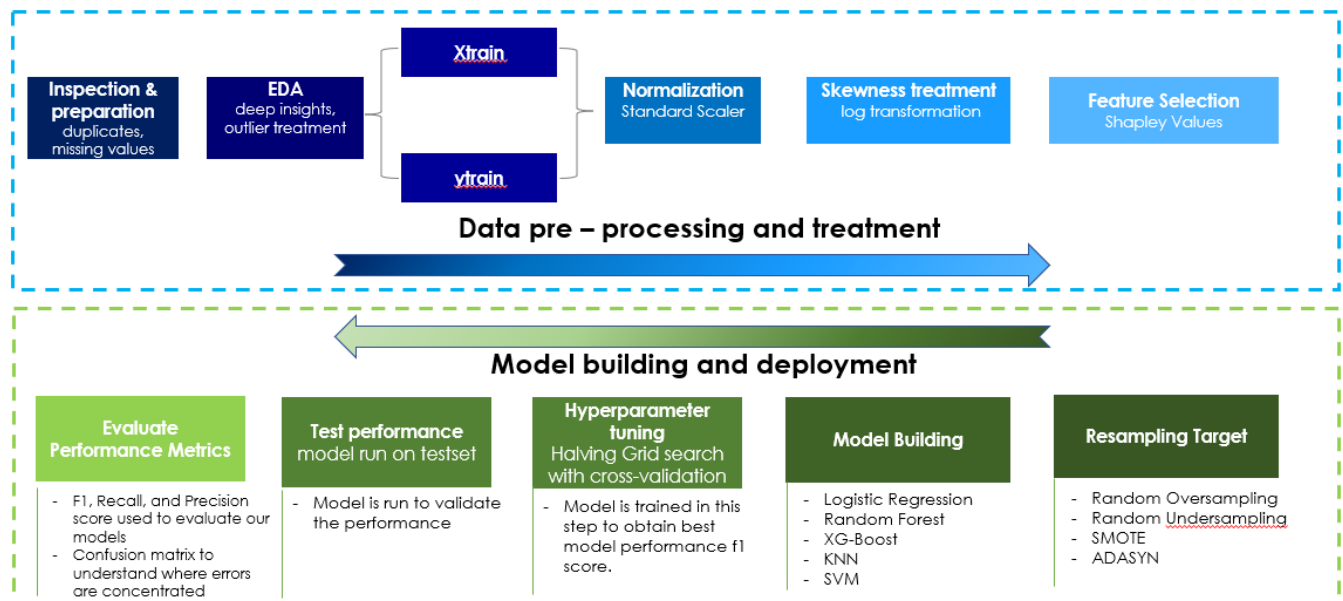 Inspection &
preparation
duplicates,
missing values
EDA
deep insights,
outlier treatment
Xtrain
ytrain
Normalization
Standard Scaler
Skewness treatment
log transformation
Feature Selection
Shapley Values
Data pre – processing and treatment
Model building and deployment
Evaluate
Performance Metrics
- F1, Recall, and Precision
score used to evaluate our
models
- Confusion matrix to
understand where errors
are concentrated
Test performance
model run on testset
- Model is run to validate
the performance
Hyperparameter
tuning
Halving Grid search
with cross-validation
- Model is trained in this
step to obtain best
model performance f1
score.
Model Building
- Logistic Regression
- Random Forest
- XG-Boost
- KNN
- SVM
Resampling Target
- Random Oversampling
- Random Undersampling
- SMOTE
- ADASYN